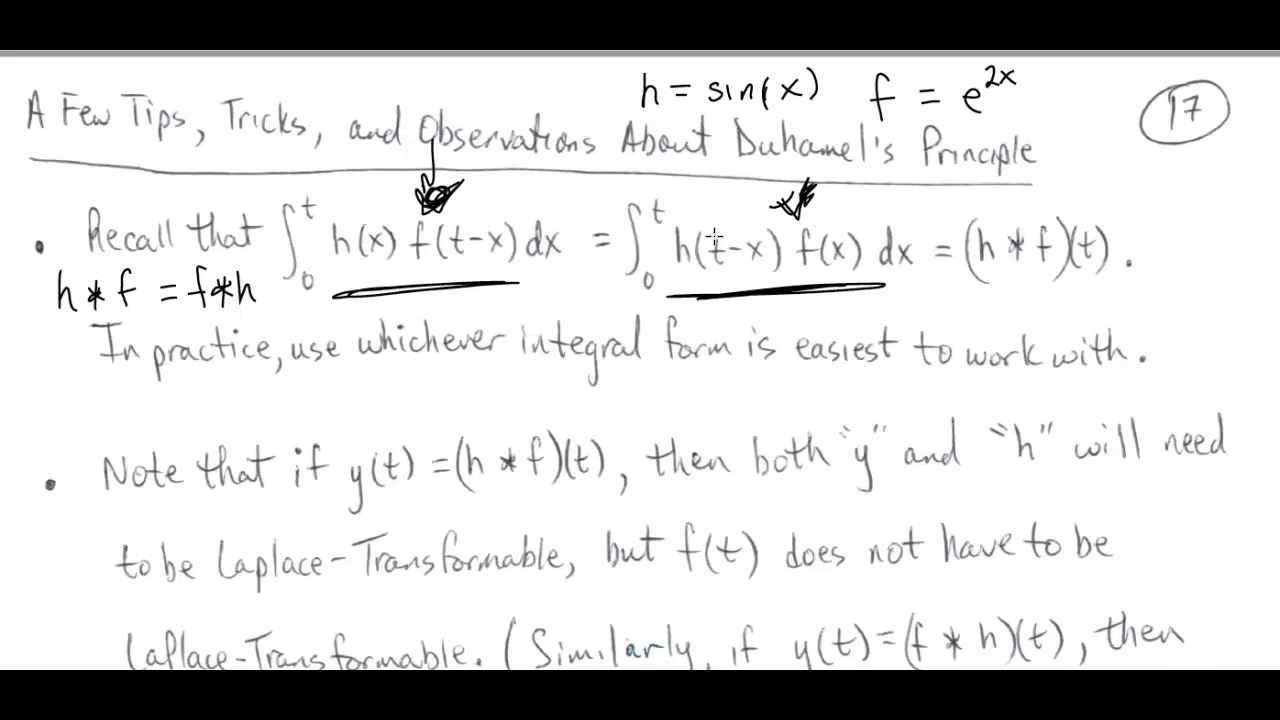 h = sin(x) f = e^{2x}
17
A Few Tips, Tricks, and Observations About Duhamel's Principle
• Recall that ∫_0^t h(x) f(t-x) dx = ∫_0^t h(t-x) f(x) dx = (h * f)(t).
h * f = f * h
In practice, use whichever integral form is easiest to work with.
• Note that if y(t) = (h * f)(t), then both "y" and "h" will need
to be Laplace-Transformable, but f(t) does not have to be
Laplace-Transformable. (Similarly, if y(t) = (f * h)(t), then